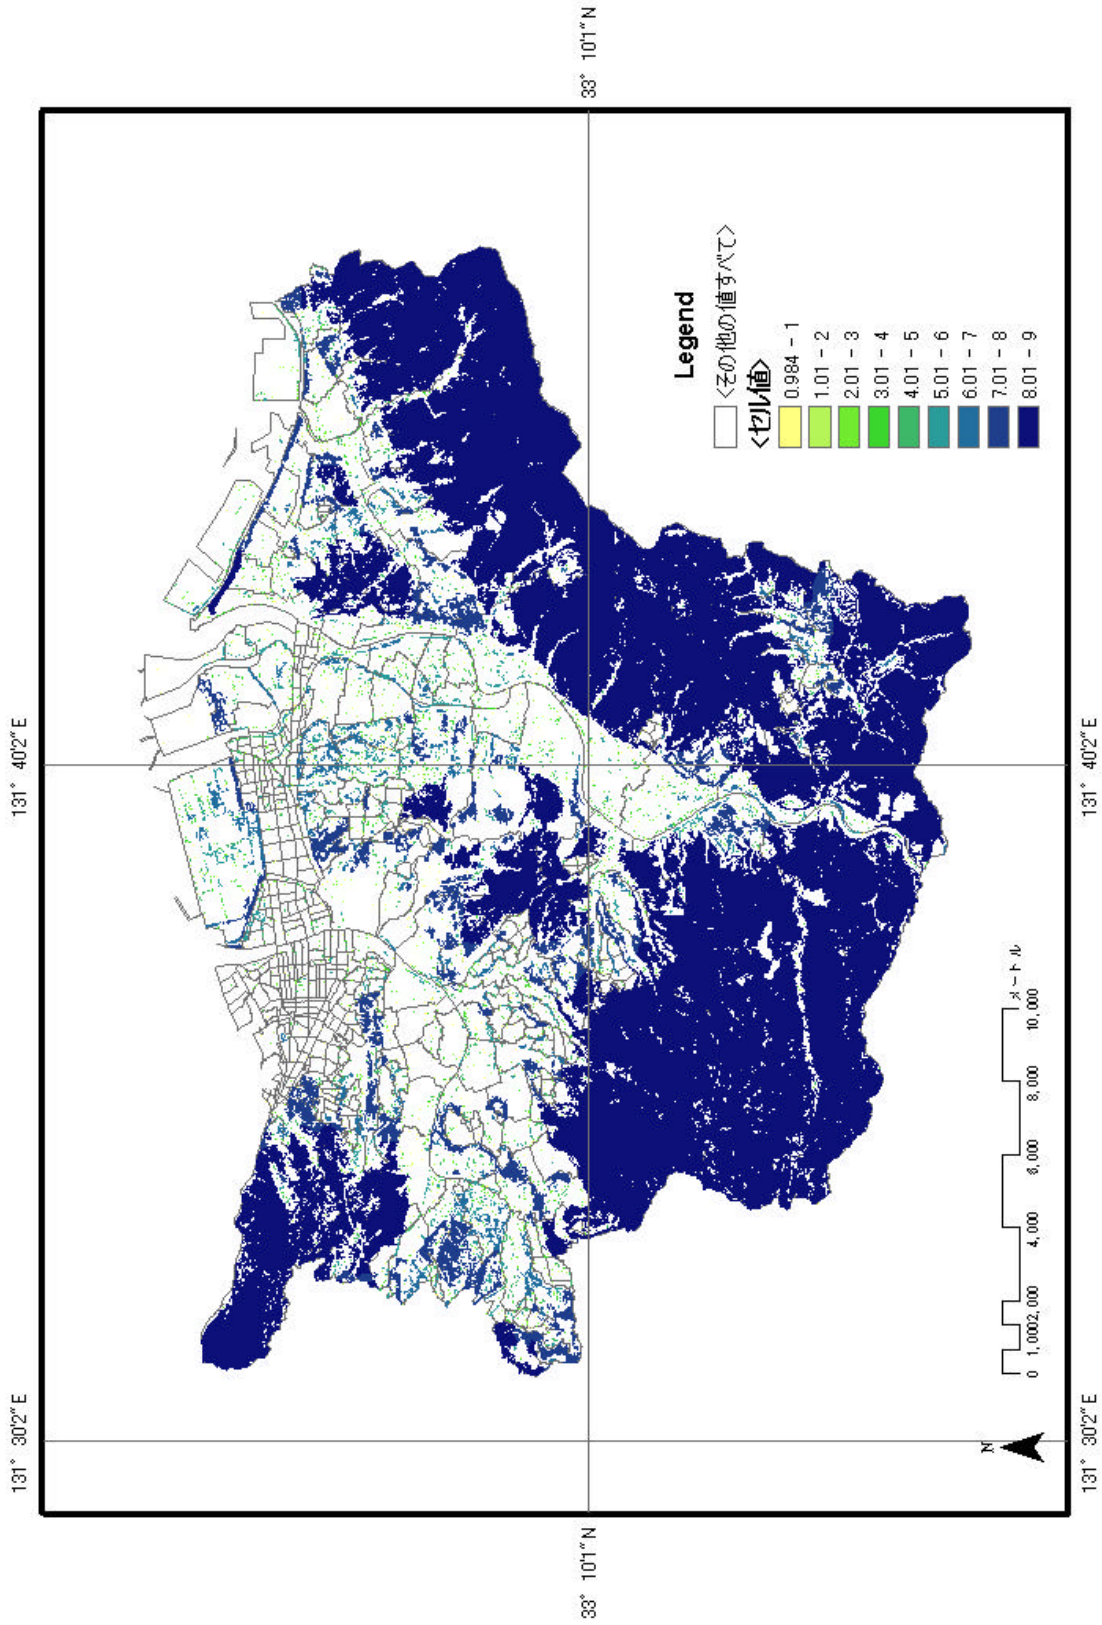 131° 30'2" E
131° 40'2" E
33° 10'1" N
33° 10'1" N
Legend
<その他の値すべて>
<セル値>
0.984 - 1
1.01 - 2
2.01 - 3
3.01 - 4
4.01 - 5
5.01 - 6
6.01 - 7
7.01 - 8
8.01 - 9
N
メートル
0 1,0002,000 4,000 6,000 8,000 10,000
131° 30'2" E
131° 40'2" E